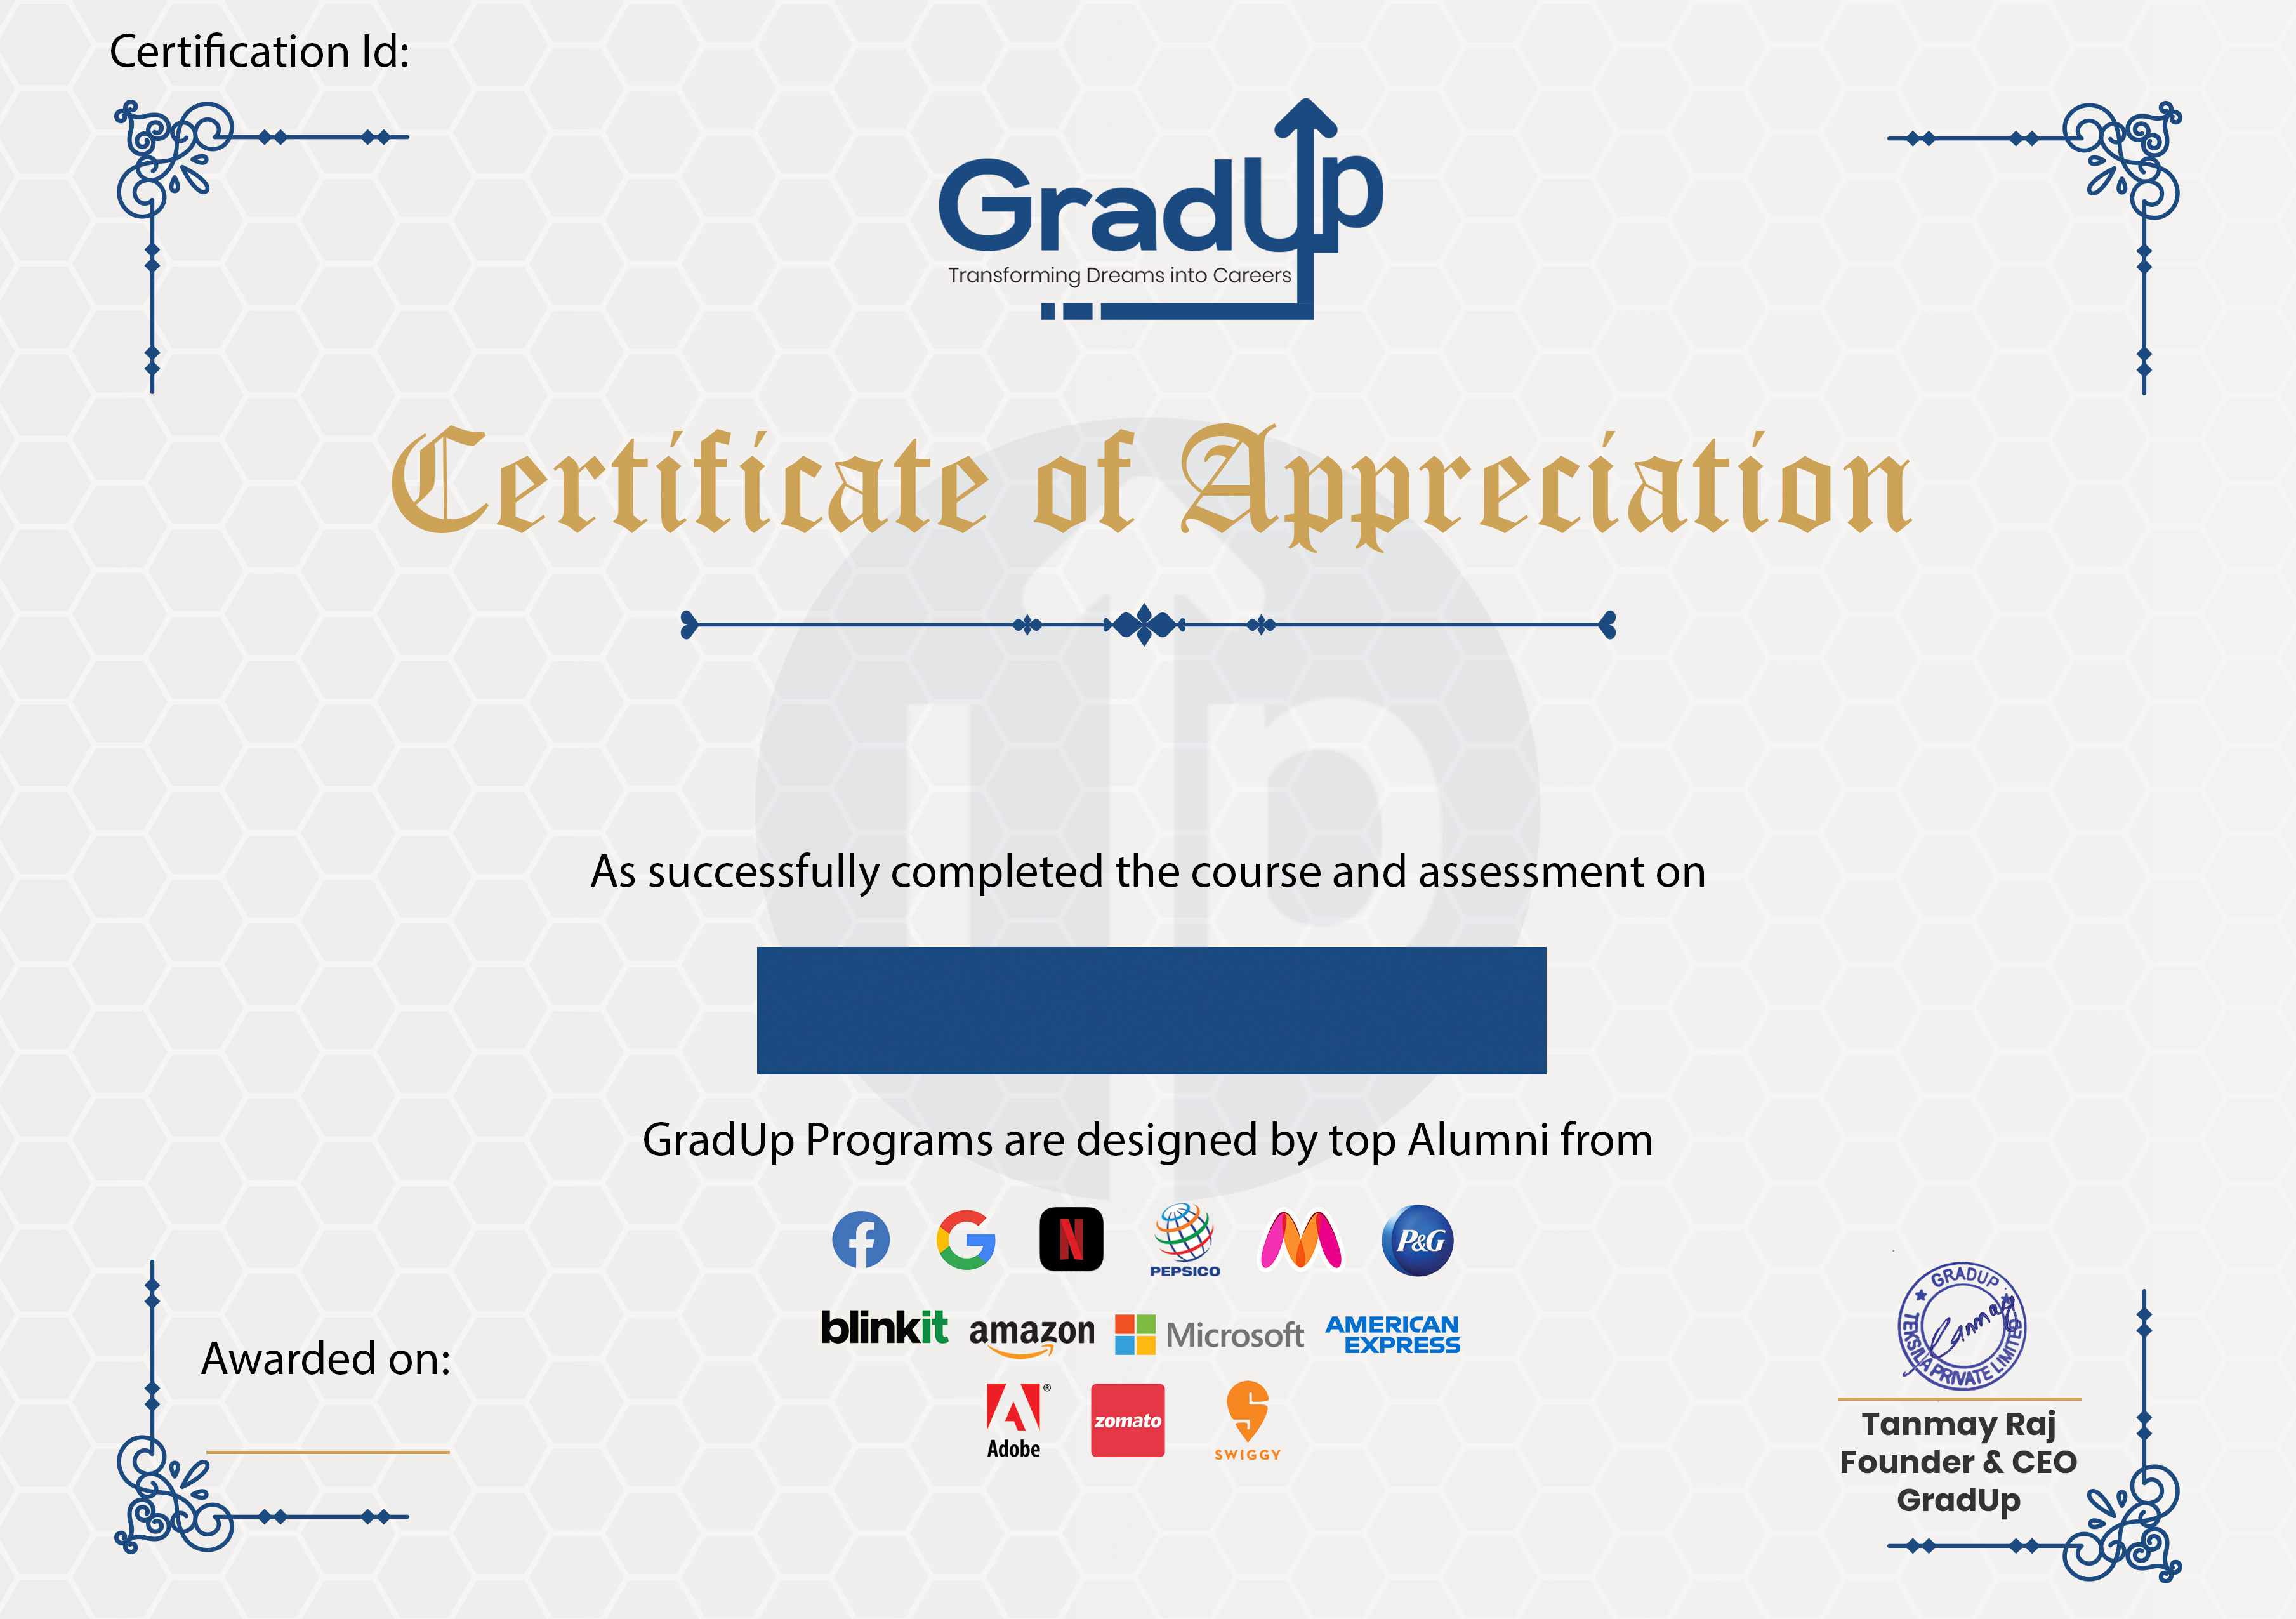 Certification Id:
GradUp
Transforming Dreams into Careers
Certificate of Appreciation
As successfully completed the course and assessment on
GradUp Programs are designed by top Alumni from
PEPSICO
P&G
blinkit amazon Microsoft AMERICAN EXPRESS
Adobe
zomato
SWIGGY
Awarded on:
GRADUP
TEKSILA PRIVATE LIMITED
Tanmay Raj
Founder & CEO
GradUp